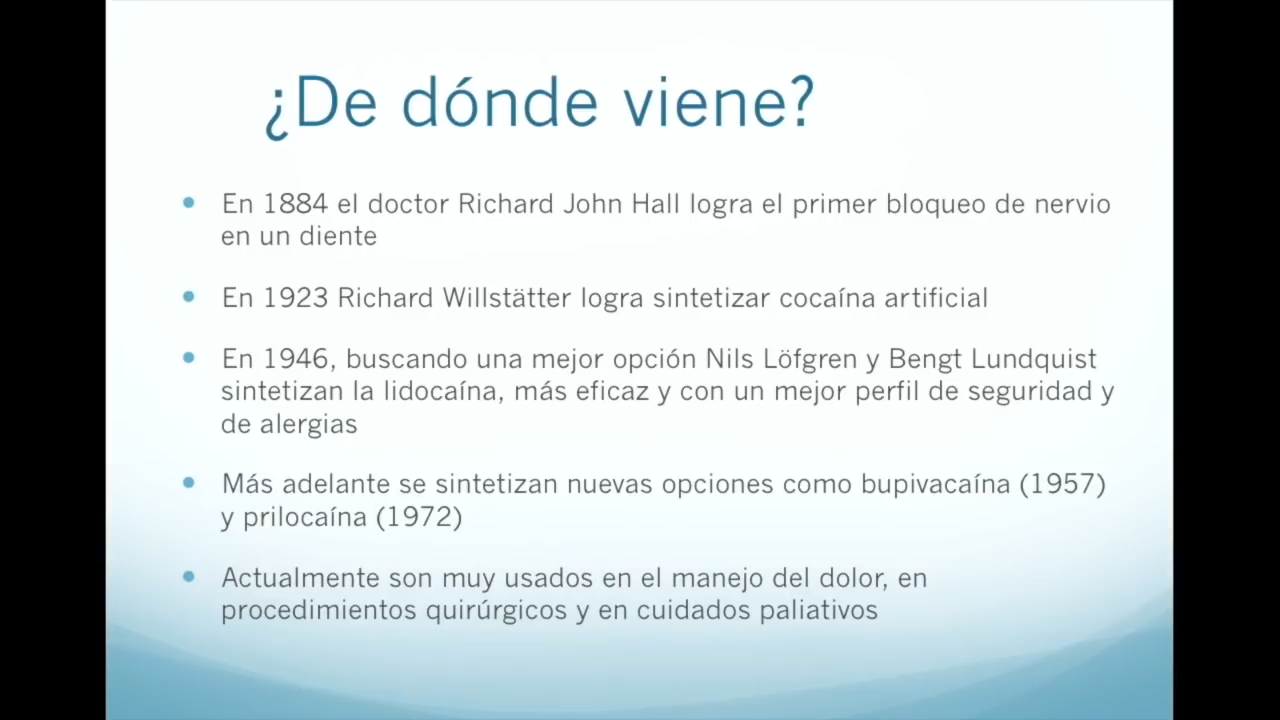 ¿De dónde viene?
En 1884 el doctor Richard John Hall logra el primer bloqueo de nervio
en un diente
En 1923 Richard Willstätter logra sintetizar cocaína artificial
En 1946, buscando una mejor opción Nils Löfgren y Bengt Lundquist
sintetizan la lidocaína, más eficaz y con un mejor perfil de seguridad y
de alergias
Más adelante se sintetizan nuevas opciones como bupivacaína (1957)
y prilocaína (1972)
Actualmente son muy usados en el manejo del dolor, en
procedimientos quirúrgicos y en cuidados paliativos